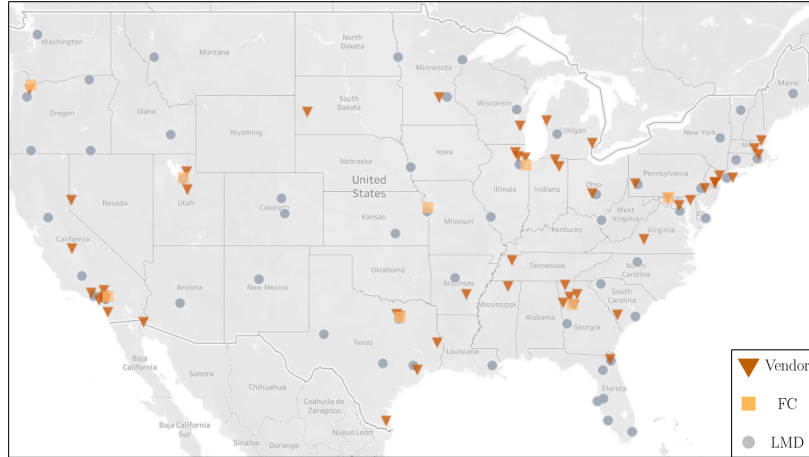 Washington
Montana
North
Dakota
Minnesota
Maine
Oregon
Idaho
South
Dakota
Wisconsin
Michigan
New York
Wyoming
Iowa
Nebraska
Pennsylvania
United
States
Illinois
Indiana
Ohio
Nevada
Utah
Colorado
Kansas
Missouri
West
Virginia
Virginia
Kentucky
California
Oklahoma
Tennessee
North
Carolina
Arizona
New Mexico
Arkansas
South
Carolina
Mississippi
Alabama
Georgia
Texas
Louisiana
Baja
California
Sonora
Chihuahua
Coahuila de
Zaragoza
Florida
Baja California
Sur
Nuevo León
Sinaloa
Durango
Vendor
FC
LMD